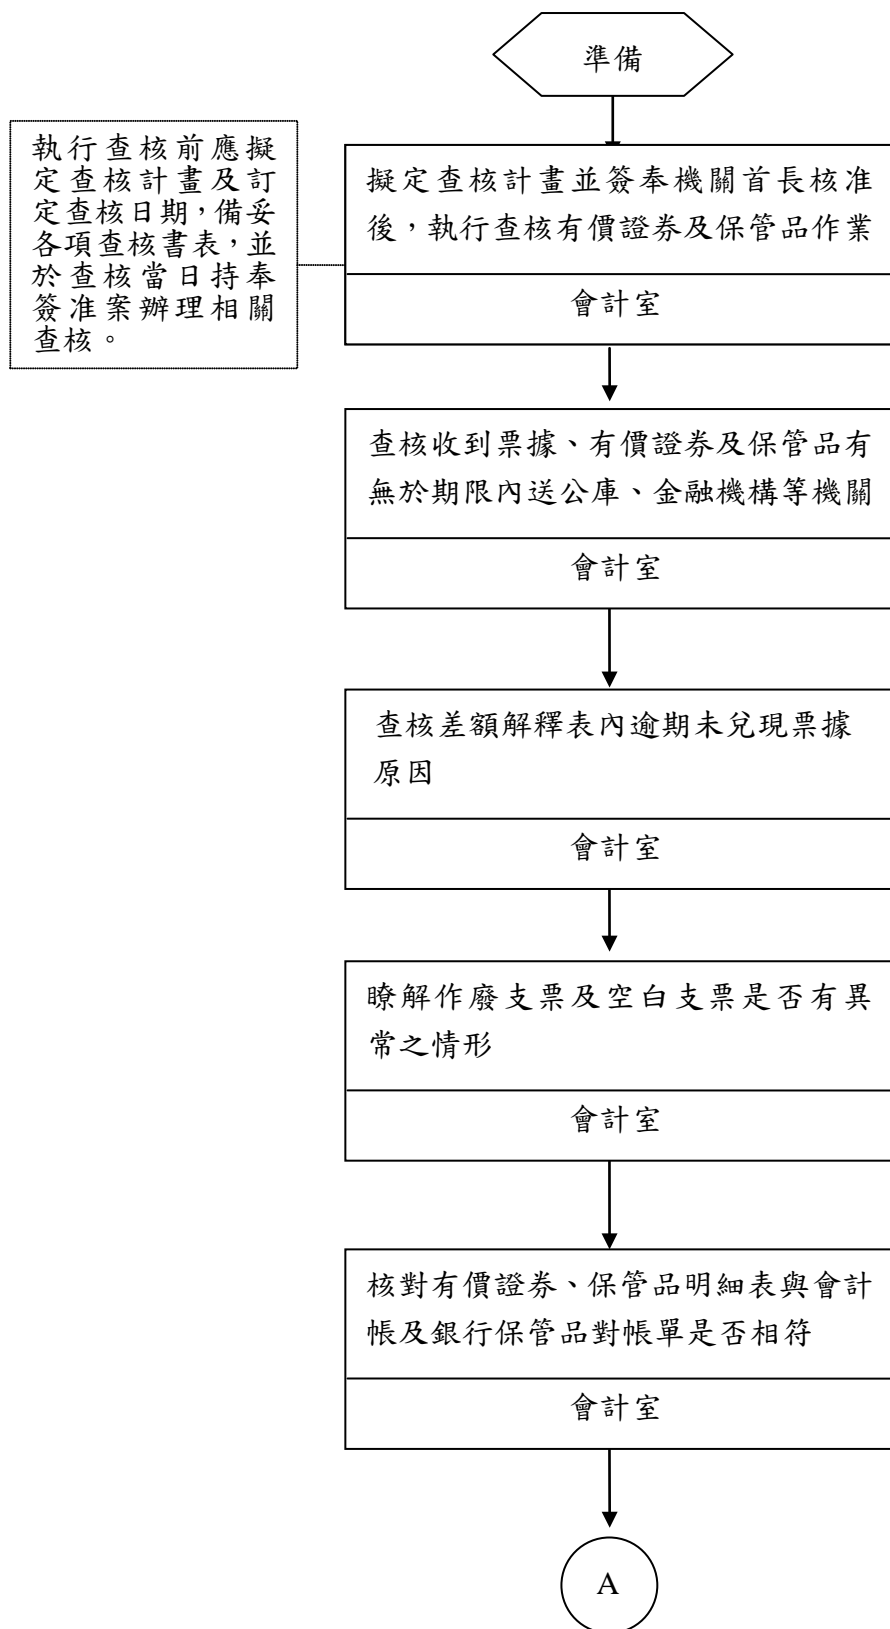 準備
執行查核前應擬
定查核計畫及訂
定查核日期，備妥
各項查核書表，並
於查核當日持奉
簽准案辦理相關
查核。
擬定查核計畫並簽奉機關首長核准
後，執行查核有價證券及保管品作業
會計室
查核收到票據、有價證券及保管品有
無於期限內送公庫、金融機構等機關
會計室
查核差額解釋表內逾期未兌現票據
原因
會計室
瞭解作廢支票及空白支票是否有異
常之情形
會計室
核對有價證券、保管品明細表與會計
帳及銀行保管品對帳單是否相符
會計室
A